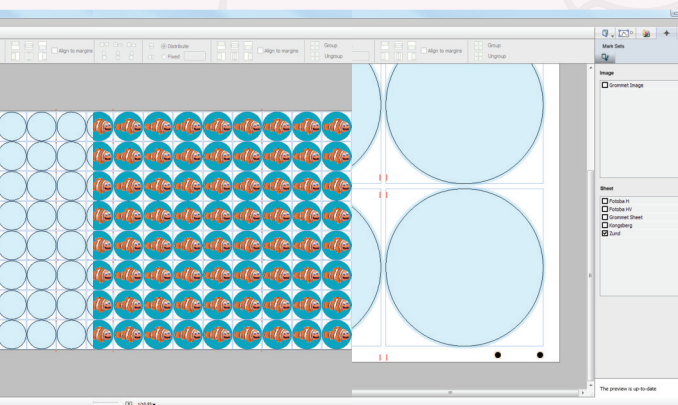 Align to margins
Distribute
Fixed
Align to margins
Group
Ungroup
Align to margins
Group
Ungroup
Mark Sets
Image
Grommet Image
Sheet
Fotoba H
Fotoba HV
Grommet Sheet
Kongsberg
Zund
The preview is up-to-date